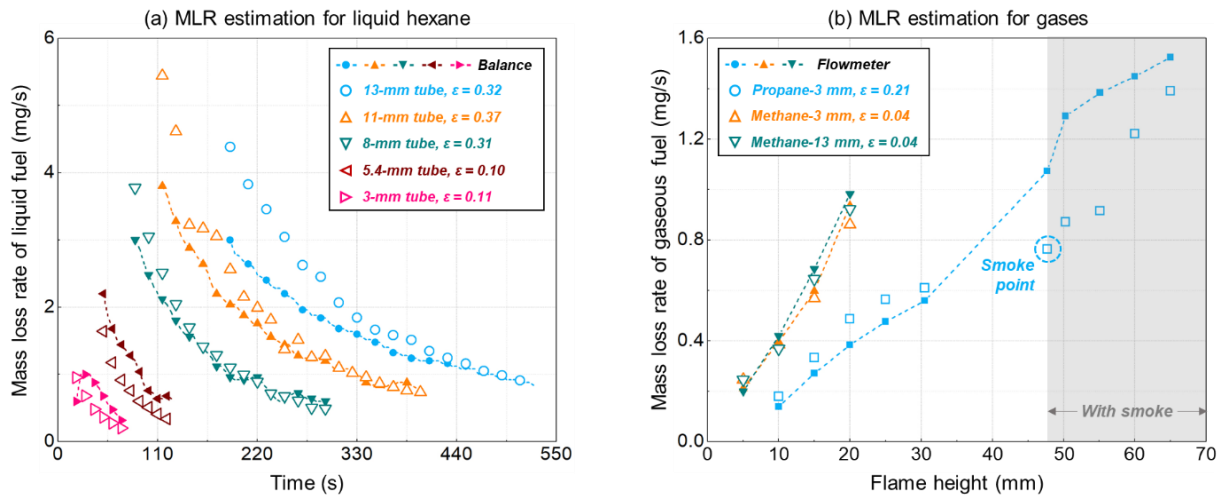 (a) MLR estimation for liquid hexane
Mass loss rate of liquid fuel (mg/s)
6
4
2
0
Balance
13-mm tube, ε = 0.32
11-mm tube, ε = 0.37
8-mm tube, ε = 0.31
5.4-mm tube, ε = 0.10
3-mm tube, ε = 0.11
0
110
220
330
440
550
Time (s)
(b) MLR estimation for gases
Mass loss rate of gaseous fuel (mg/s)
1.6
1.2
0.8
0.4
0.0
Flowmeter
Propane-3 mm, ε = 0.21
Methane-3 mm, ε = 0.04
Methane-13 mm, ε = 0.04
Smoke
point
With smoke
0
10
20
30
40
50
60
70
Flame height (mm)